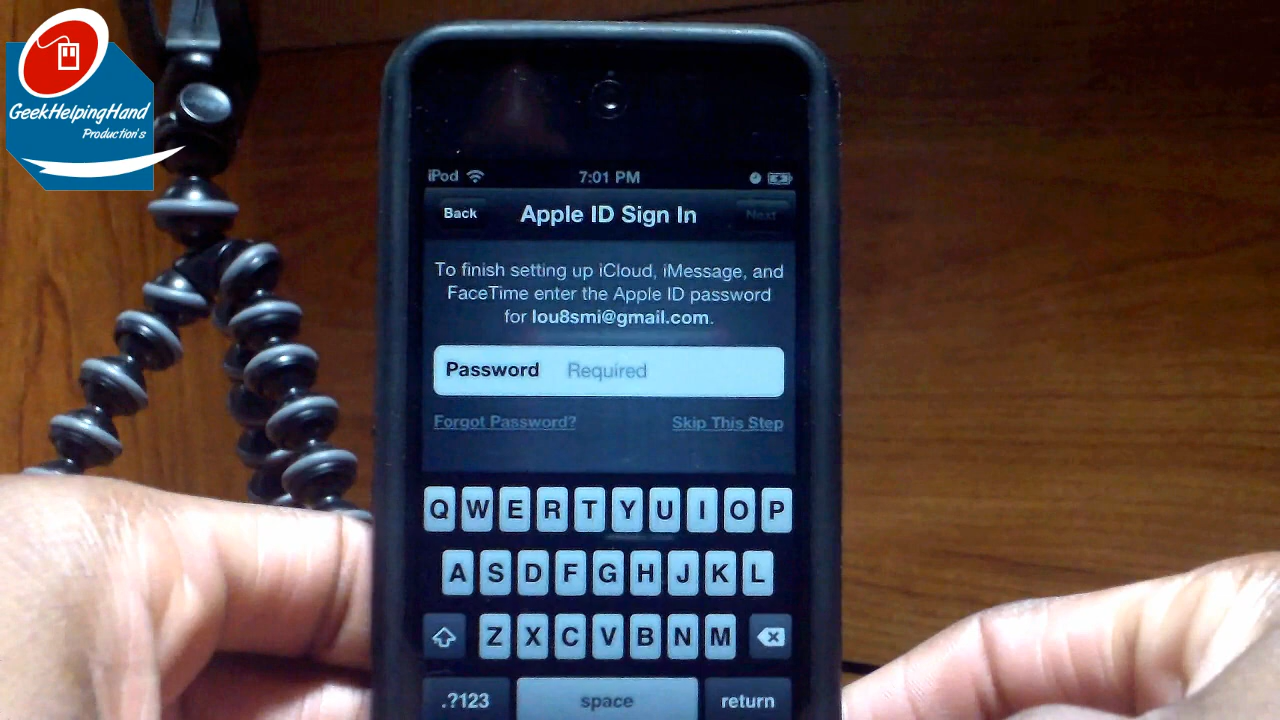 GeekHelpingHand
Production's
iPod 7:01 PM
Back Apple ID Sign In Next
To finish setting up iCloud, iMessage, and
FaceTime enter the Apple ID password
for lou8smi@gmail.com.
Password Required
Forgot Password? Skip This Step
Q W E R T Y U I O P
A S D F G H J K L
Z X C V B N M
.?123 space return